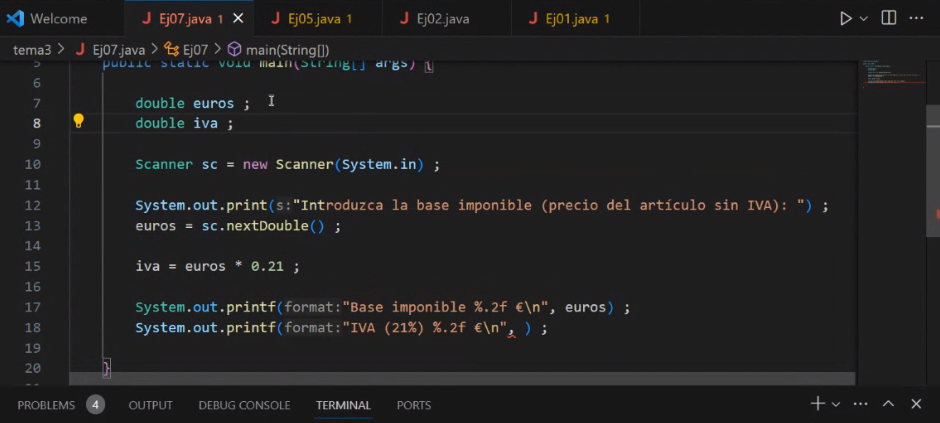 Welcome Ej07.java 1 Ej05.java 1 Ej02.java Ej01.java 1
tema3 > Ej07.java > Ej07 > main(String[])
5 public static void main(String[] args) {
6
7 double euros ;
8 double iva ;
9
10 Scanner sc = new Scanner(System.in) ;
11
12 System.out.print(s:"Introduzca la base imponible (precio del artículo sin IVA): ") ;
13 euros = sc.nextDouble() ;
14
15 iva = euros * 0.21 ;
16
17 System.out.printf(format:"Base imponible %.2f €\n", euros) ;
18 System.out.printf(format:"IVA (21%) %.2f €\n", ) ;
19
20 }
PROBLEMS 4 OUTPUT DEBUG CONSOLE TERMINAL PORTS